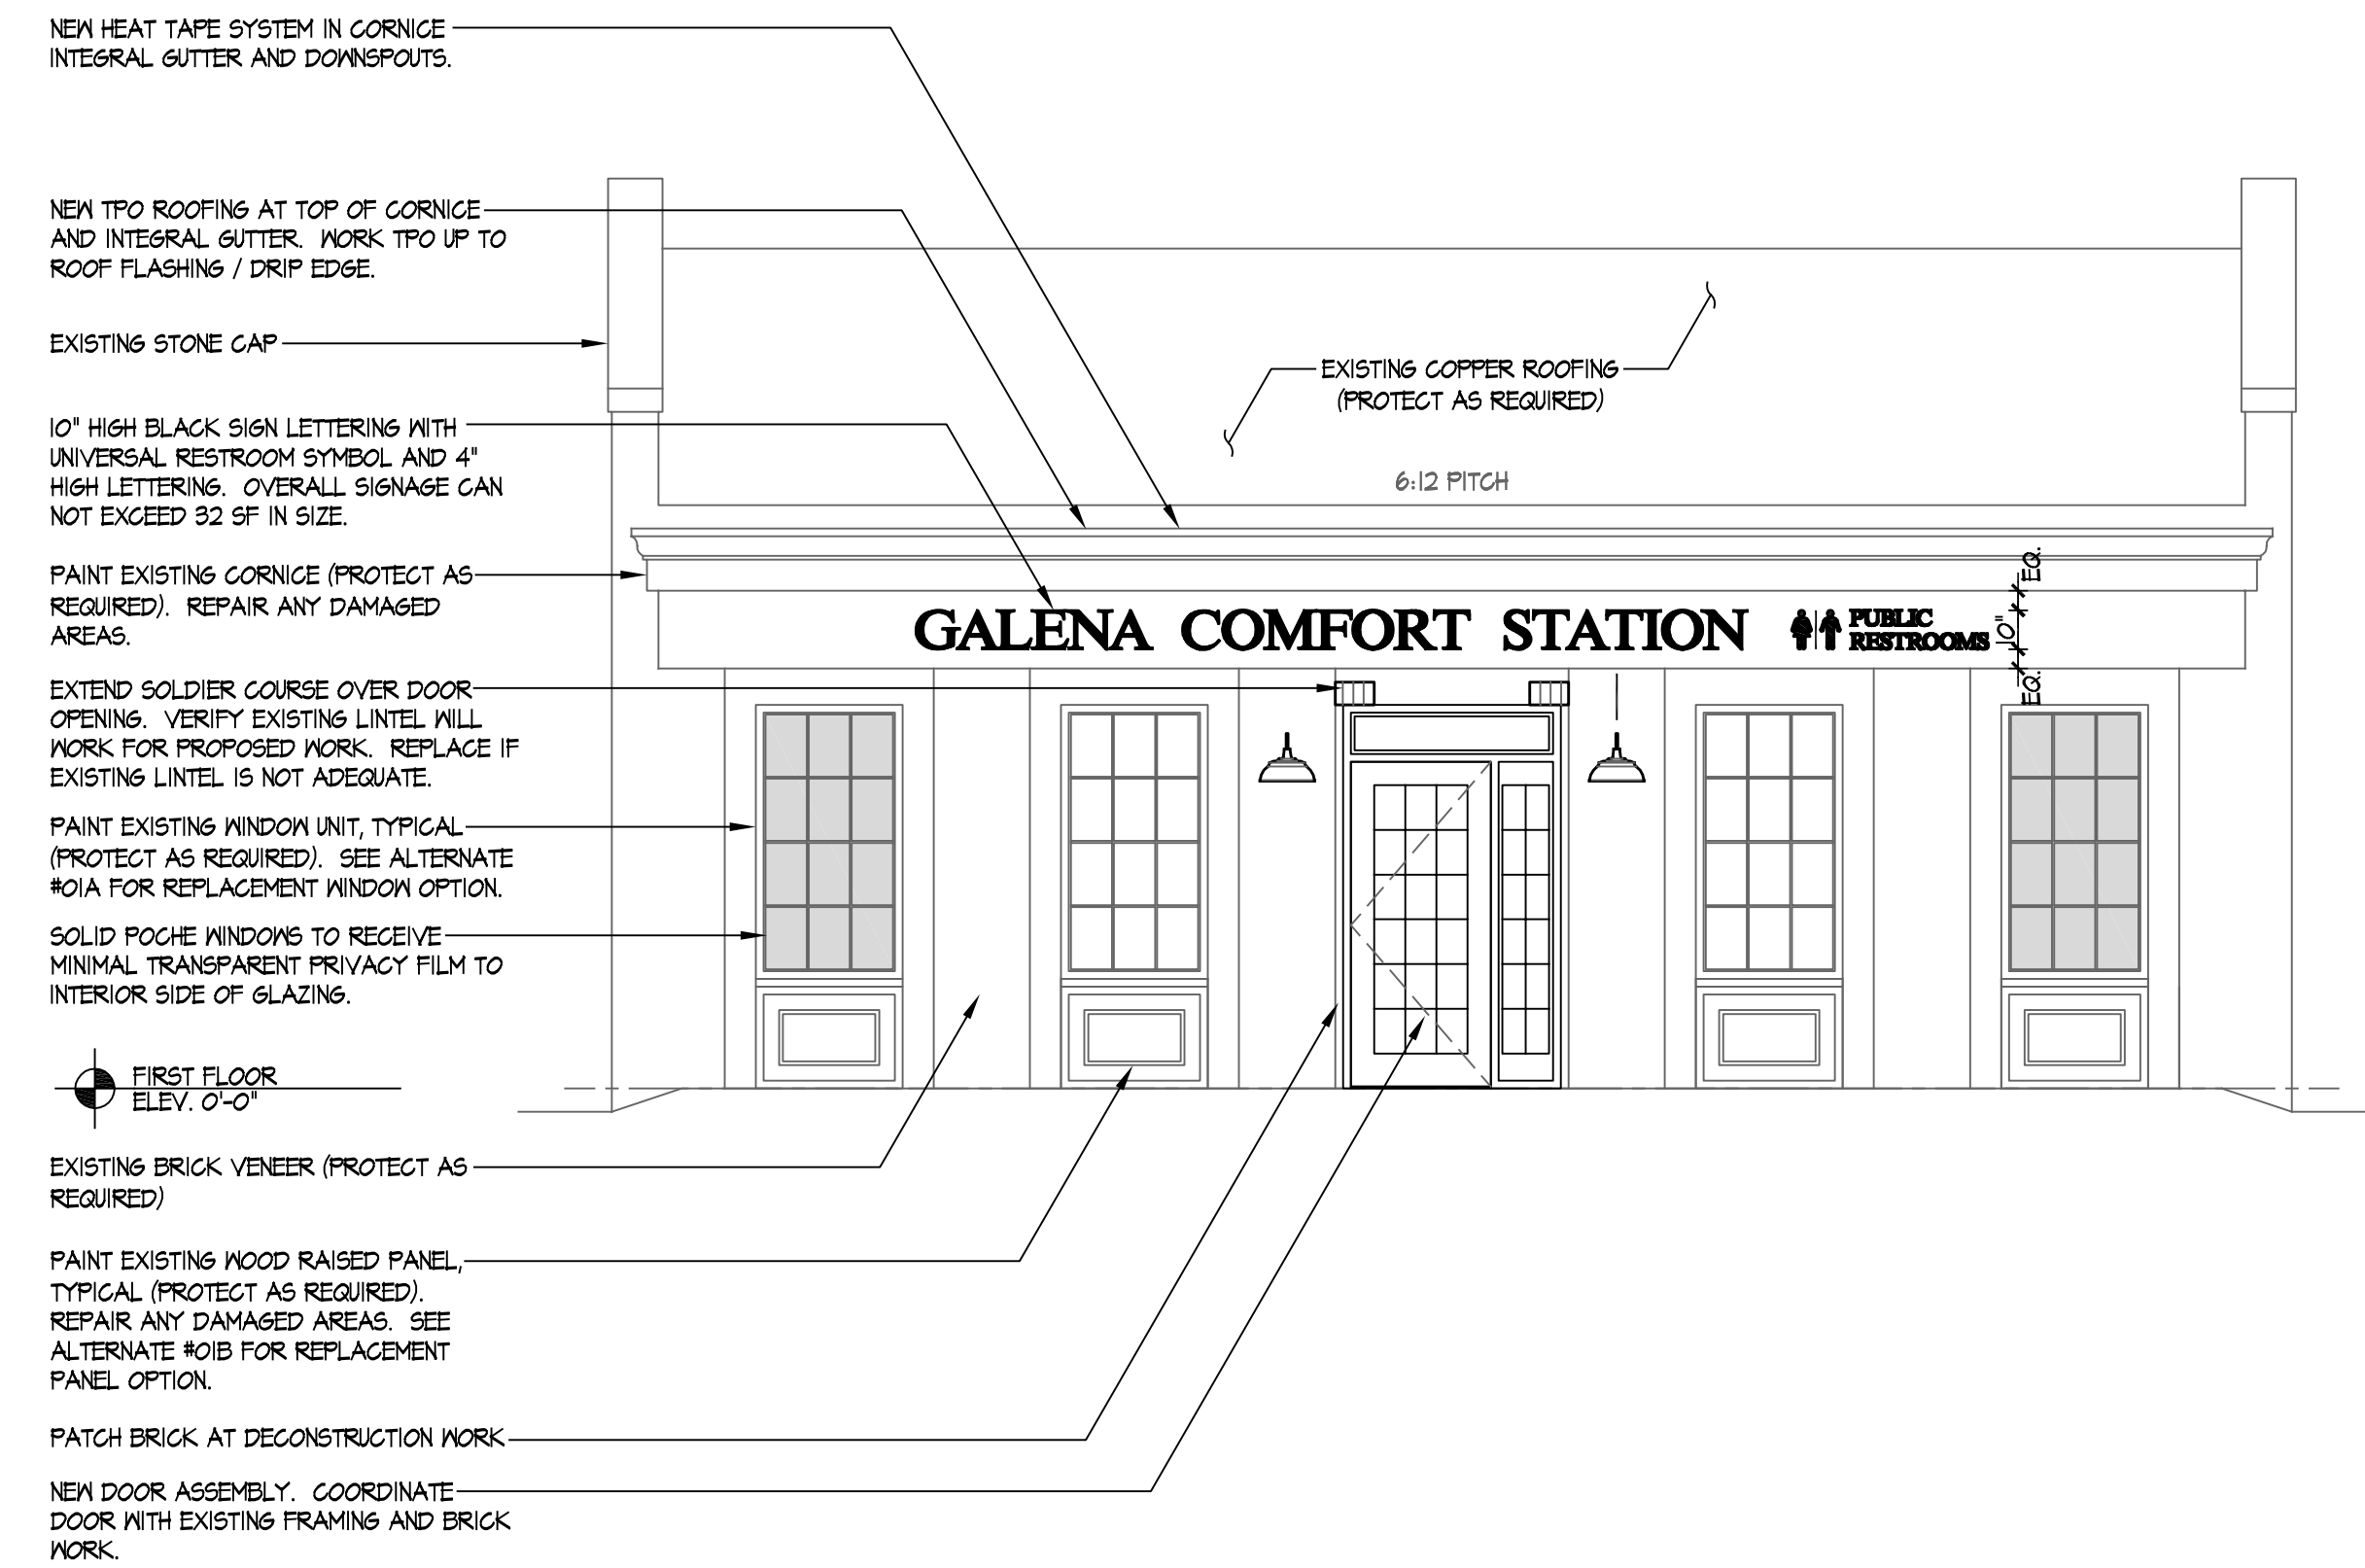 NEW HEAT TAPE SYSTEM IN CORNICE
INTEGRAL GUTTER AND DOWNSPOUTS.
NEW TPO ROOFING AT TOP OF CORNICE
AND INTEGRAL GUTTER. WORK TPO UP TO
ROOF FLASHING / DRIP EDGE.
EXISTING STONE CAP
EXISTING COPPER ROOFING
(PROTECT AS REQUIRED)
10" HIGH BLACK SIGN LETTERING WITH
UNIVERSAL RESTROOM SYMBOL AND 4"
HIGH LETTERING. OVERALL SIGNAGE CAN
NOT EXCEED 32 SF IN SIZE.
6:12 PITCH
PAINT EXISTING CORNICE (PROTECT AS
REQUIRED). REPAIR ANY DAMAGED
AREAS.
GALENA COMFORT STATION
PUBLIC
RESTROOMS
EQ.
10"
EQ.
EXTEND SOLDIER COURSE OVER DOOR
OPENING. VERIFY EXISTING LINTEL WILL
WORK FOR PROPOSED WORK. REPLACE IF
EXISTING LINTEL IS NOT ADEQUATE.
PAINT EXISTING WINDOW UNIT, TYPICAL
(PROTECT AS REQUIRED). SEE ALTERNATE
#01A FOR REPLACEMENT WINDOW OPTION.
SOLID POCHE WINDOWS TO RECEIVE
MINIMAL TRANSPARENT PRIVACY FILM TO
INTERIOR SIDE OF GLAZING.
FIRST FLOOR
ELEV. 0'-0"
EXISTING BRICK VENEER (PROTECT AS
REQUIRED)
PAINT EXISTING WOOD RAISED PANEL,
TYPICAL (PROTECT AS REQUIRED).
REPAIR ANY DAMAGED AREAS. SEE
ALTERNATE #01B FOR REPLACEMENT
PANEL OPTION.
PATCH BRICK AT DECONSTRUCTION WORK
NEW DOOR ASSEMBLY. COORDINATE
DOOR WITH EXISTING FRAMING AND BRICK
WORK.